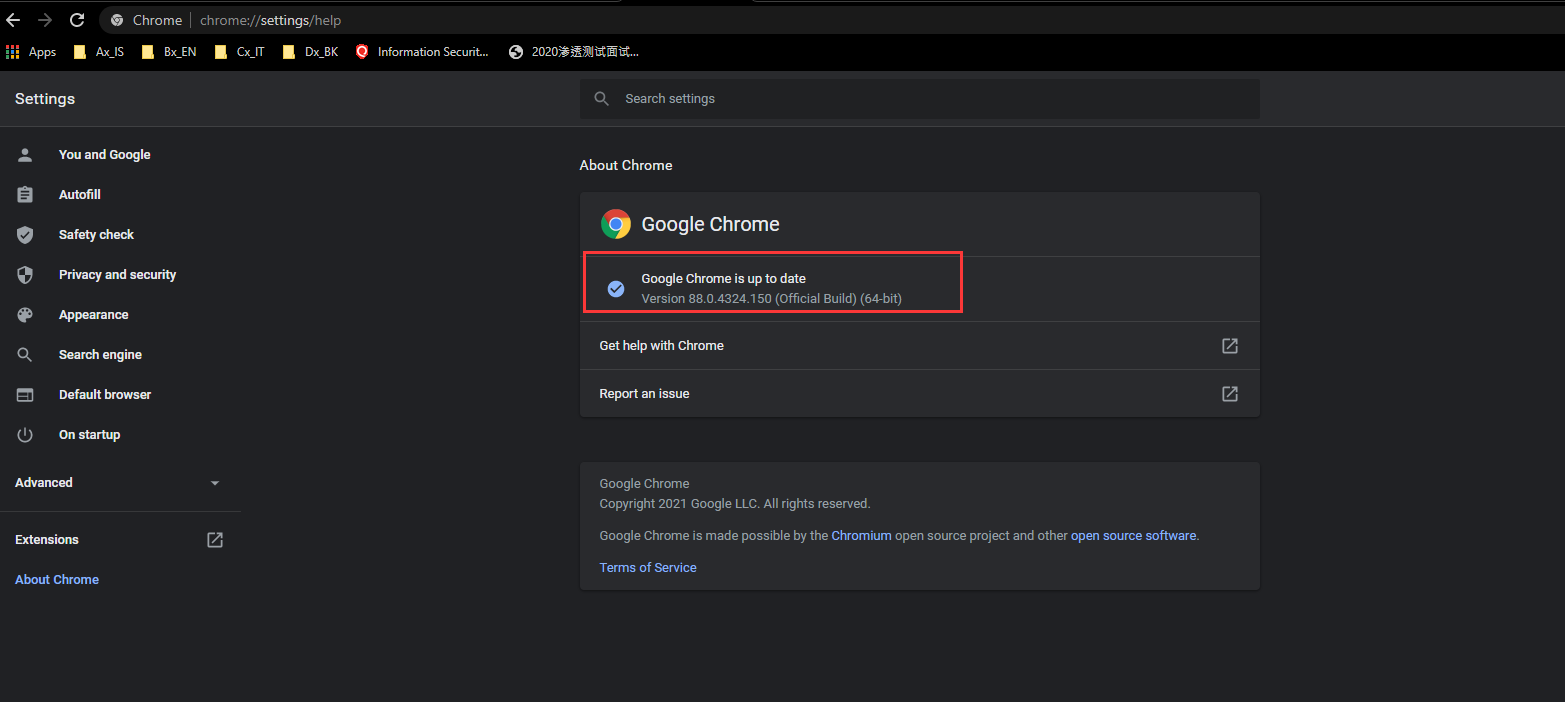 Chrome | chrome://settings/help
Apps Ax_IS Bx_EN Cx_IT Dx_BK Information Securit... 2020渗透测试面试...
Settings
Search settings
You and Google
Autofill
Safety check
Privacy and security
Appearance
Search engine
Default browser
On startup
Advanced
Extensions
About Chrome
About Chrome
Google Chrome
Google Chrome is up to date
Version 88.0.4324.150 (Official Build) (64-bit)
Get help with Chrome
Report an issue
Google Chrome
Copyright 2021 Google LLC. All rights reserved.
Google Chrome is made possible by the Chromium open source project and other open source software.
Terms of Service